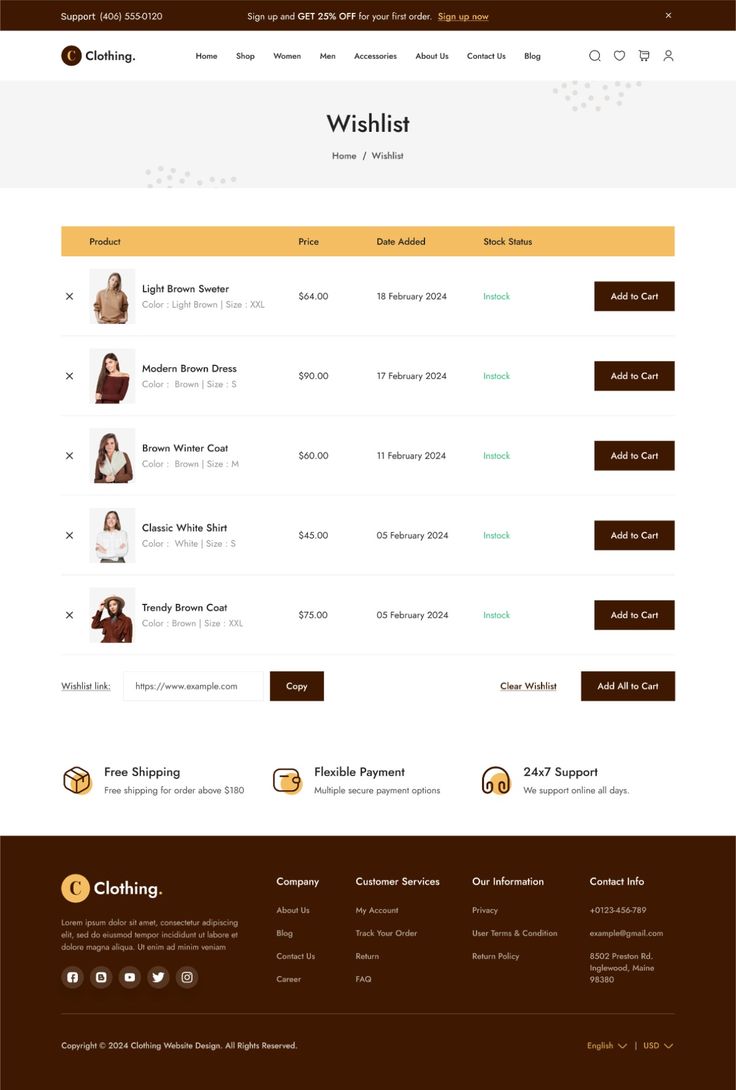 Support (406) 555-0120
Sign up and GET 25% OFF for your first order. Sign up now
C Clothing.
Home Shop Women Men Accessories About Us Contact Us Blog
Wishlist
Home / Wishlist
Product Price Date Added Stock Status
Light Brown Sweter
Color : Light Brown | Size : XXL
$64.00 18 February 2024 Instock Add to Cart
Modern Brown Dress
Color : Brown | Size : S
$90.00 17 February 2024 Instock Add to Cart
Brown Winter Coat
Color : Brown | Size : M
$60.00 11 February 2024 Instock Add to Cart
Classic White Shirt
Color : White | Size : S
$45.00 05 February 2024 Instock Add to Cart
Trendy Brown Coat
Color : Brown | Size : XXL
$75.00 05 February 2024 Instock Add to Cart
Wishlist link: https://www.example.com Copy Clear Wishlist Add All to Cart
Free Shipping
Free shipping for order above $180
Flexible Payment
Multiple secure payment options
24x7 Support
We support online all days.
C Clothing.
Lorem ipsum dolor sit amet, consectetur adipiscing
elit, sed do eiusmod tempor incididunt ut labore et
dolore magna aliqua. Ut enim ad minim veniam
Company
About Us
Blog
Contact Us
Career
Customer Services
My Account
Track Your Order
Return
FAQ
Our Information
Privacy
User Terms & Condition
Return Policy
Contact Info
+0123-456-789
example@gmail.com
8502 Preston Rd.
Inglewood, Maine
98380
Copyright © 2024 Clothing Website Design. All Rights Reserved.
English | USD